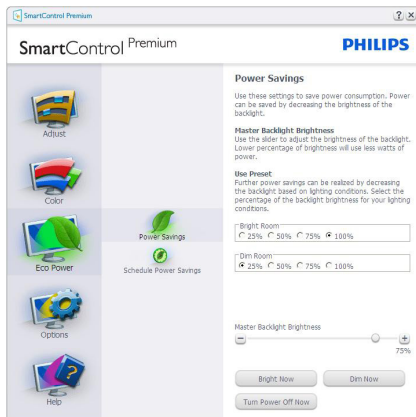 SmartControl Premium
SmartControl Premium
PHILIPS
Adjust
Color
Eco Power
Options
Help
Power Savings
Schedule Power Savings
Power Savings
Use these settings to save power consumption. Power
can be saved by decreasing the brightness of the
backlight.
Master Backlight Brightness
Use the slider to adjust the brightness of the backlight.
Lower percentage of brightness will use less watts of
power.
Use Preset
Further power savings can be realized by decreasing
the backlight based on lighting conditions. Select the
percentage of the backlight brightness for your lighting
conditions.
Bright Room
25% 50% 75% 100%
Dim Room
25% 50% 75% 100%
Master Backlight Brightness
75%
Bright Now Dim Now
Turn Power Off Now